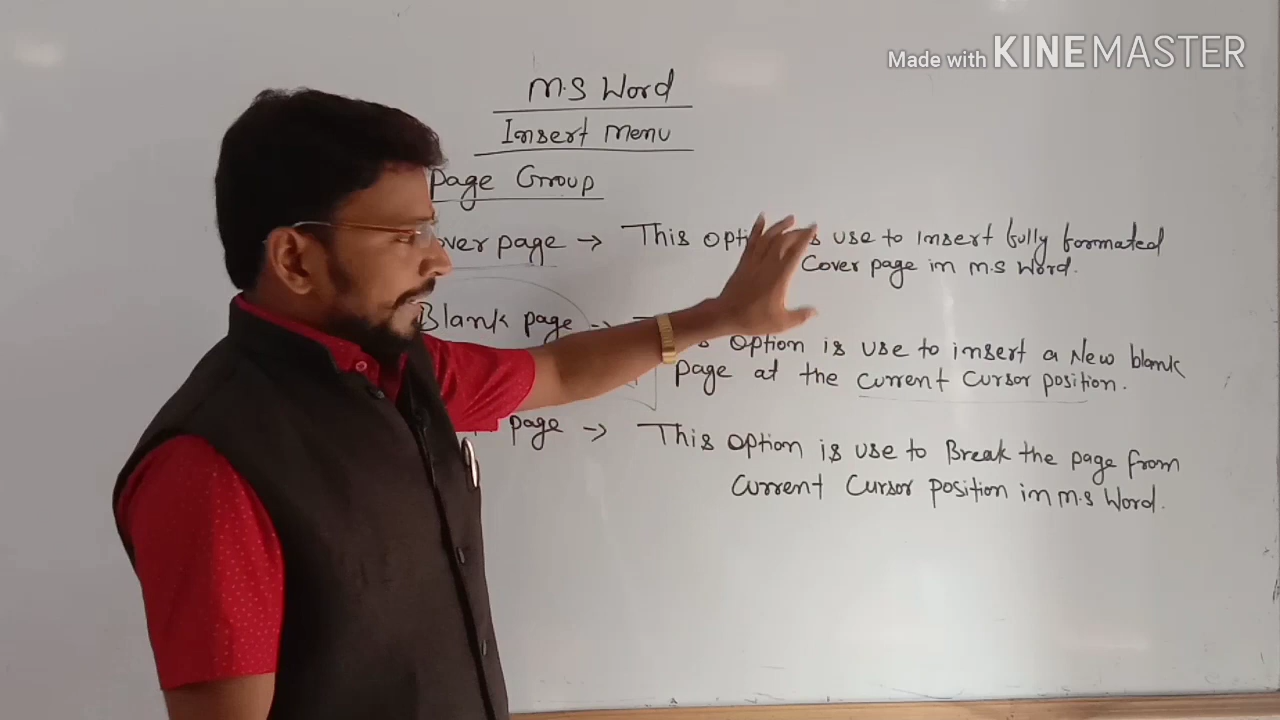 Made with KINEMASTER
M.S Word
Insert Menu
Page Group
over page → This opti s use to insert fully formated
Cover page in M.S Word.
Blank page → Option is use to insert a New blank
page at the current cursor position.
page → This option is use to Break the page from
current cursor position in M.S Word.